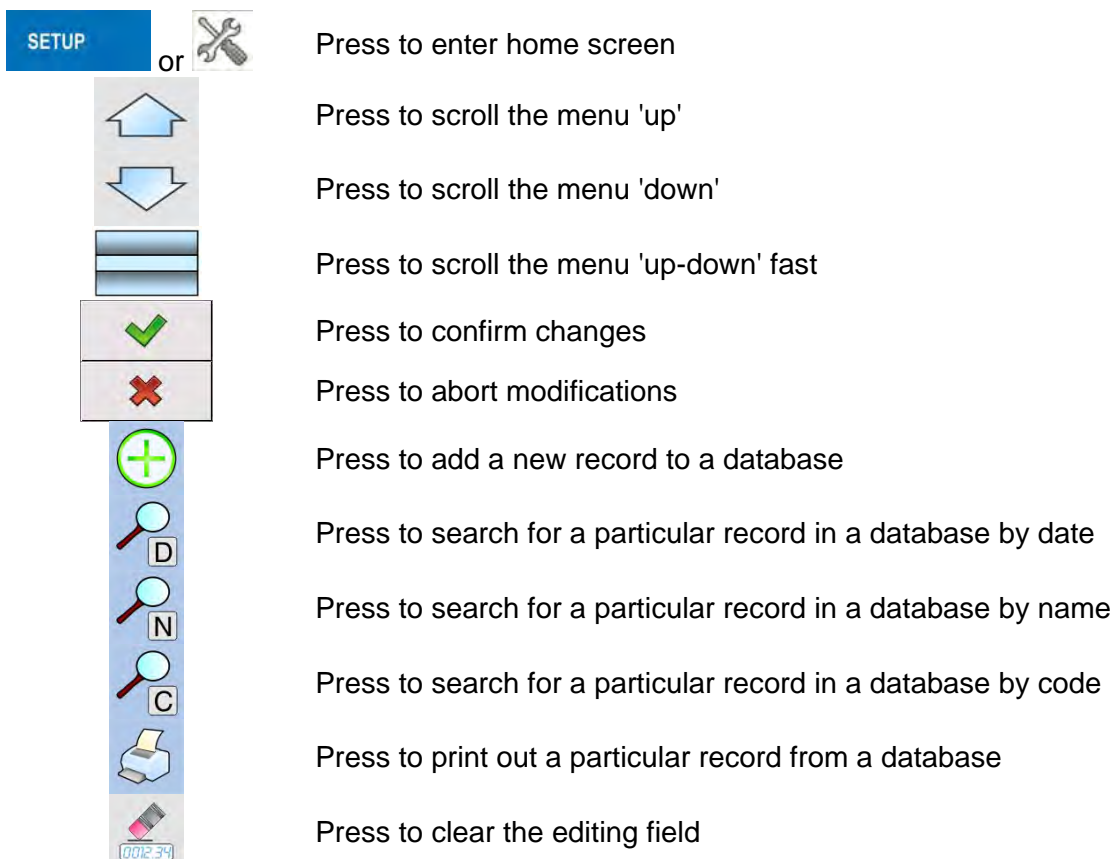 SETUP or Press to enter home screen
Press to scroll the menu 'up'
Press to scroll the menu 'down'
Press to scroll the menu 'up-down' fast
Press to confirm changes
Press to abort modifications
Press to add a new record to a database
D Press to search for a particular record in a database by date
N Press to search for a particular record in a database by name
C Press to search for a particular record in a database by code
Press to print out a particular record from a database
Press to clear the editing field
0012.34